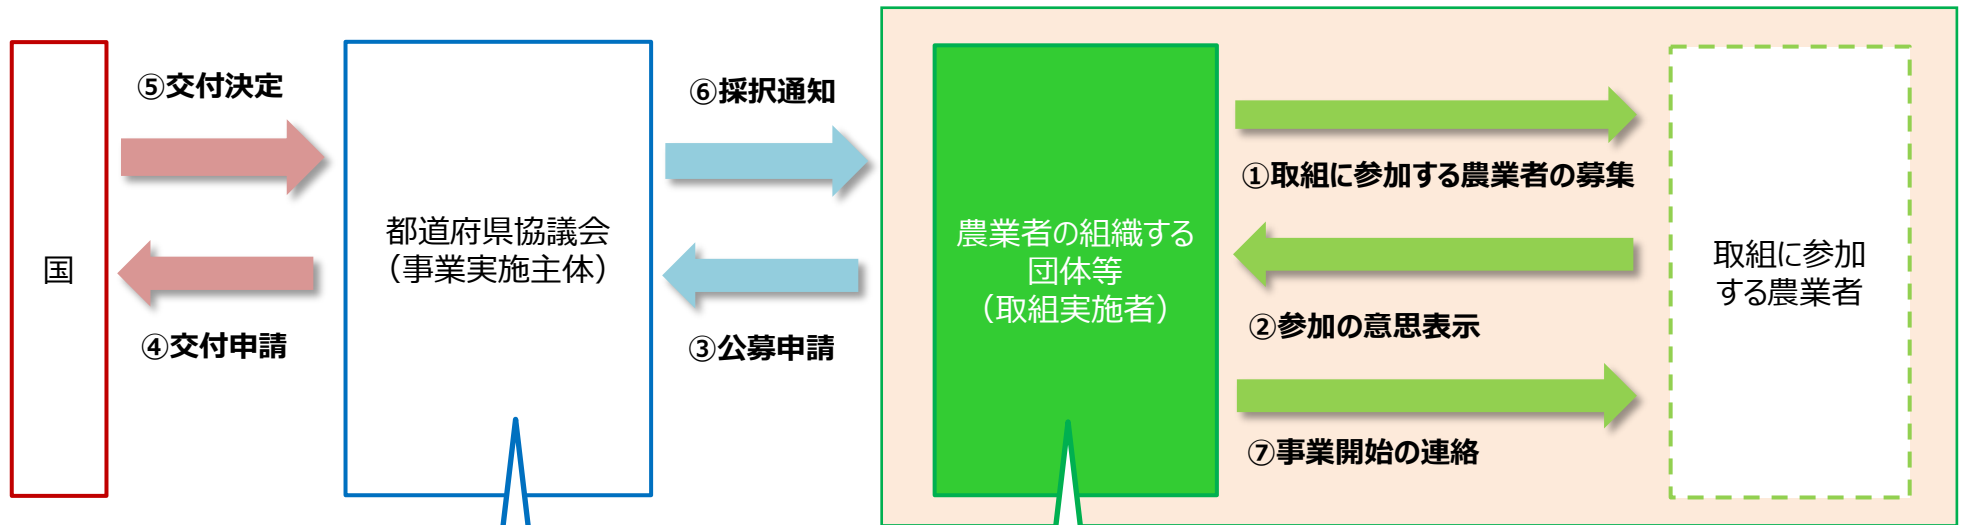 国
⑤交付決定
④交付申請
都道府県協議会
（事業実施主体）
⑥採択通知
③公募申請
農業者の組織する
団体等
（取組実施者）
①取組に参加する農業者の募集
②参加の意思表示
⑦事業開始の連絡
取組に参加
する農業者